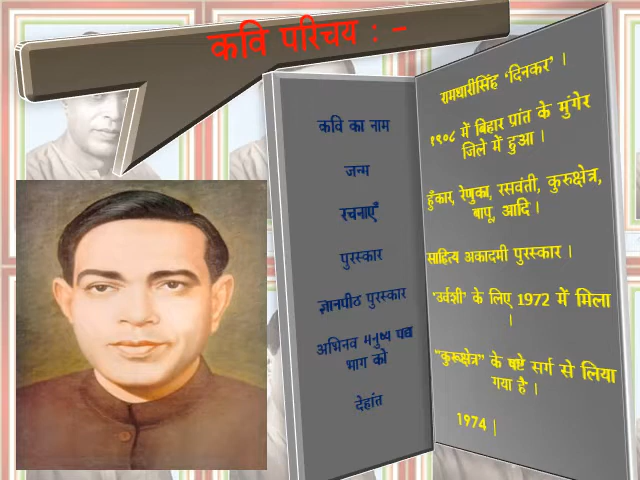 कवि परिचय : -
कवि का नाम
रामधारीसिंह ‘दिनकर’ ।
जन्म
१९०८ में बिहार प्रांत के मुंगेर
जिले में हुआ ।
रचनाएँ
हुँकार, रेणुका, रसवंती, कुरुक्षेत्र,
बापू, आदि ।
पुरस्कार
साहित्य अकादमी पुरस्कार ।
ज्ञानपीठ पुरस्कार
'उर्वशी’ के लिए 1972 में मिला
।
अभिनव मनुष्य पद्य
भाग को
“कुरूक्षेत्र” के षष्टे सर्ग से लिया
गया है ।
देहांत
1974 |